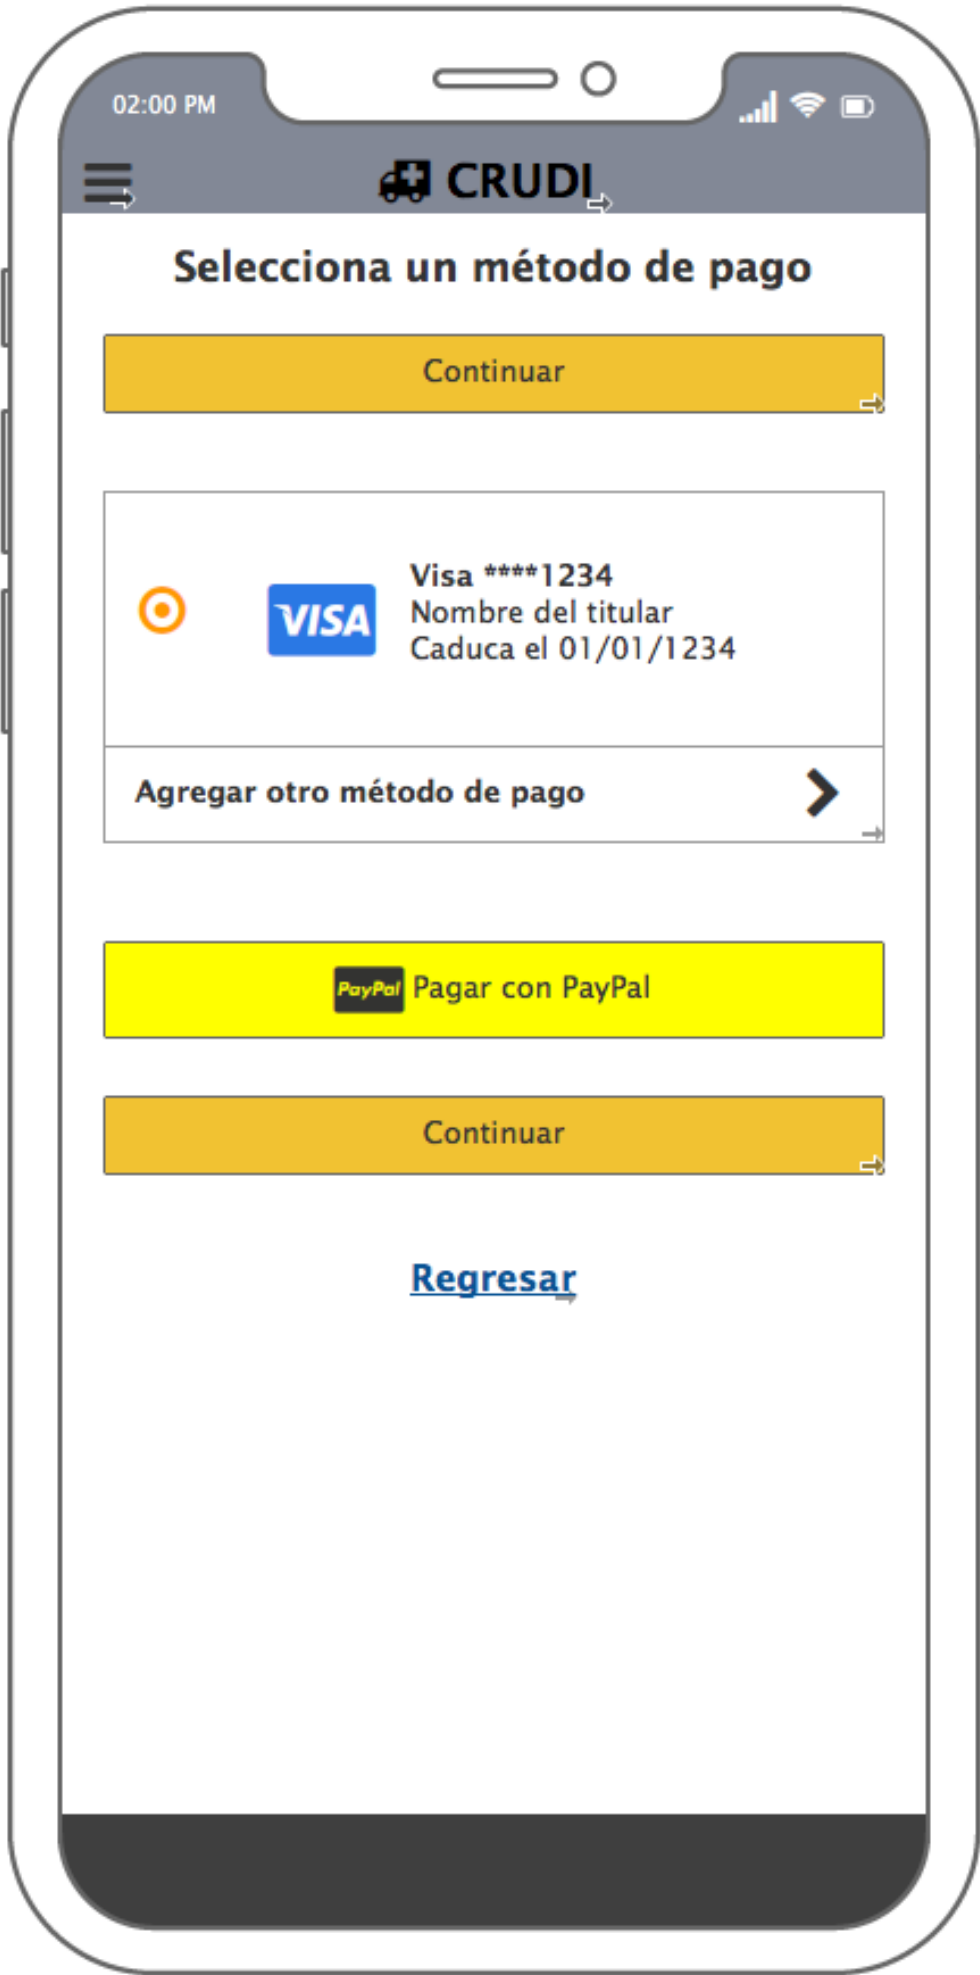 02:00 PM
CRUDI
Selecciona un método de pago
Continuar
Visa ****1234
VISA
Nombre del titular
Caduca el 01/01/1234
Agregar otro método de pago
PayPal Pagar con PayPal
Continuar
Regresar